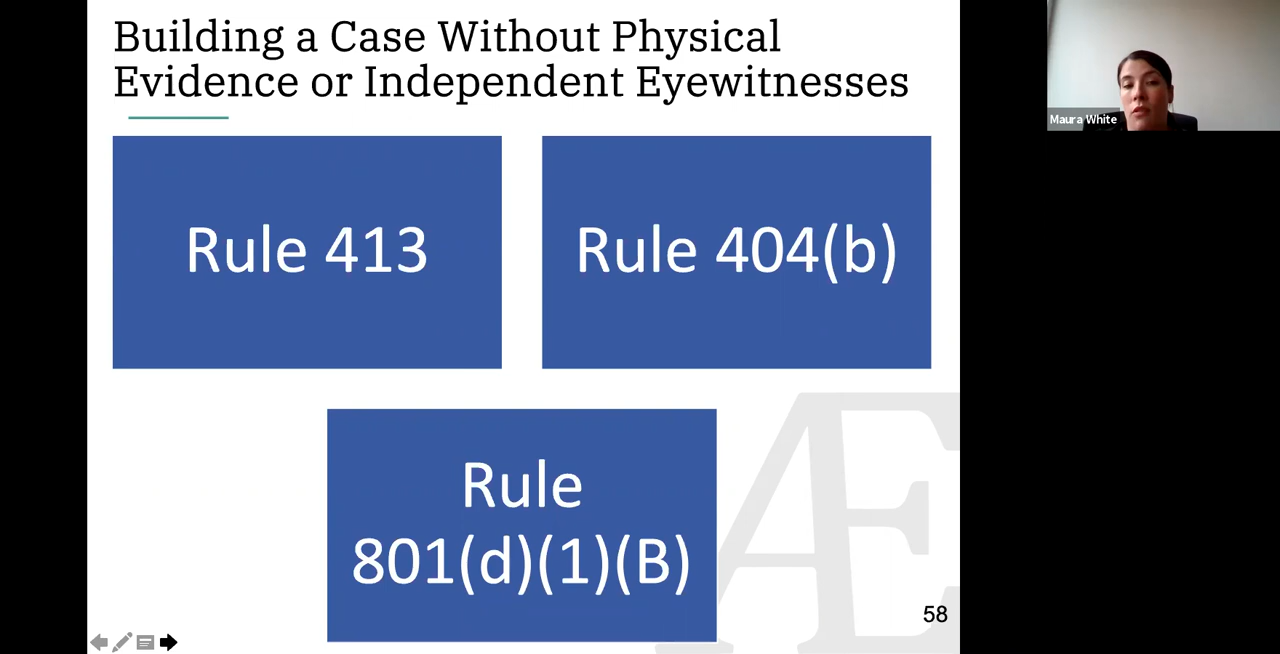 Building a Case Without Physical
Evidence or Independent Eyewitnesses
Rule 413
Rule 404(b)
Rule
801(d)(1)(B)
Æ
58
Maura White